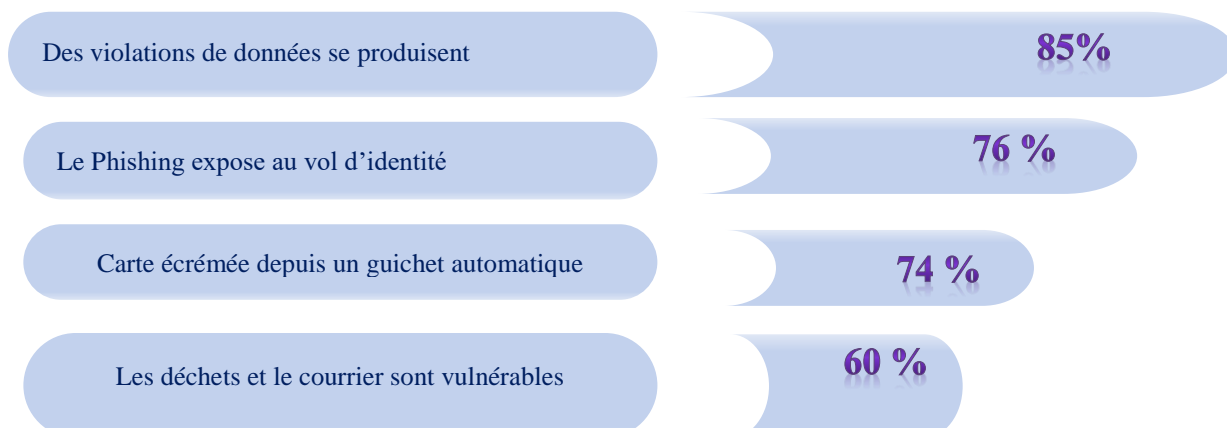 Des violations de données se produisent 85%
Le Phishing expose au vol d’identité 76 %
Carte écrémée depuis un guichet automatique 74 %
Les déchets et le courrier sont vulnérables 60 %